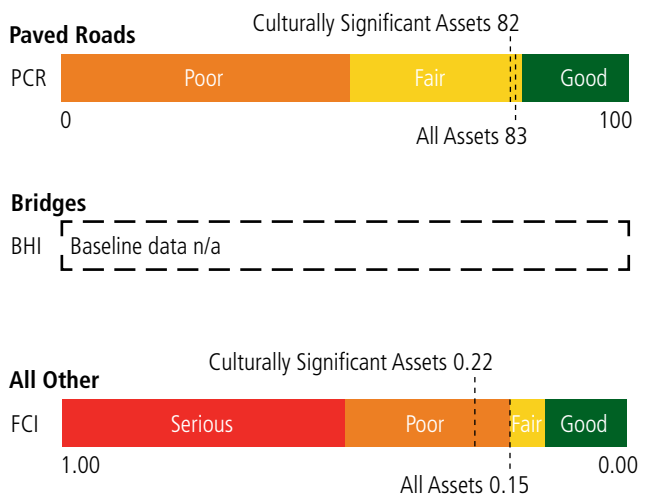 Culturally Significant Assets 82
Paved Roads
PCR Poor Fair Good
0 100
All Assets 83
Bridges
BHI Baseline data n/a
Culturally Significant Assets 0.22
All Other
FCI Serious Poor Fair Good
1.00 0.00
All Assets 0.15